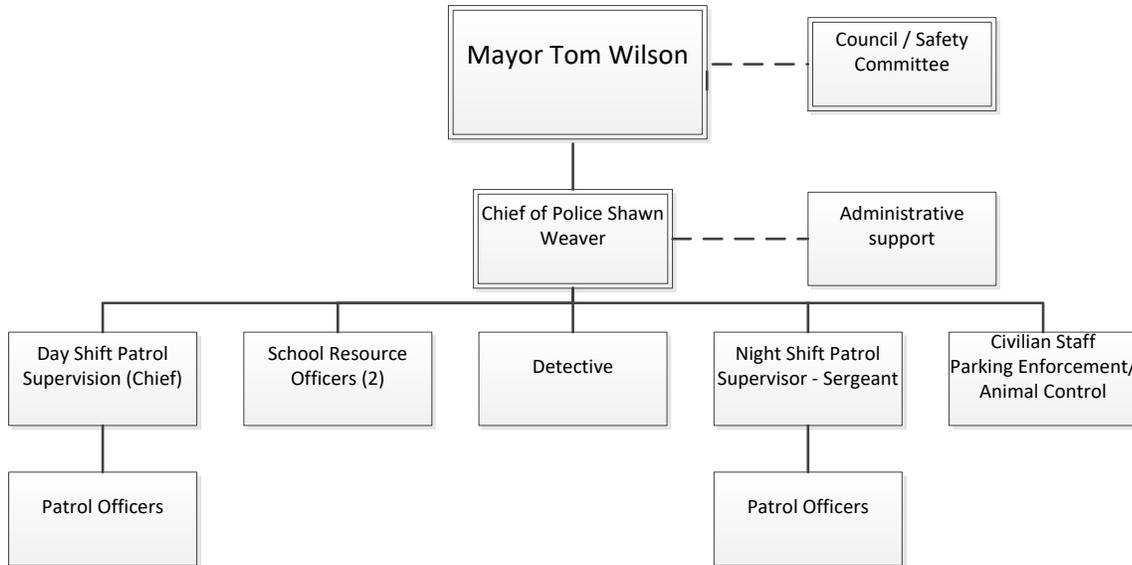 Mayor Tom Wilson
Council / Safety
Committee
Chief of Police Shawn
Weaver
Administrative
support
Day Shift Patrol
Supervision (Chief)
School Resource
Officers (2)
Detective
Night Shift Patrol
Supervisor - Sergeant
Civilian Staff
Parking Enforcement/
Animal Control
Patrol Officers
Patrol Officers